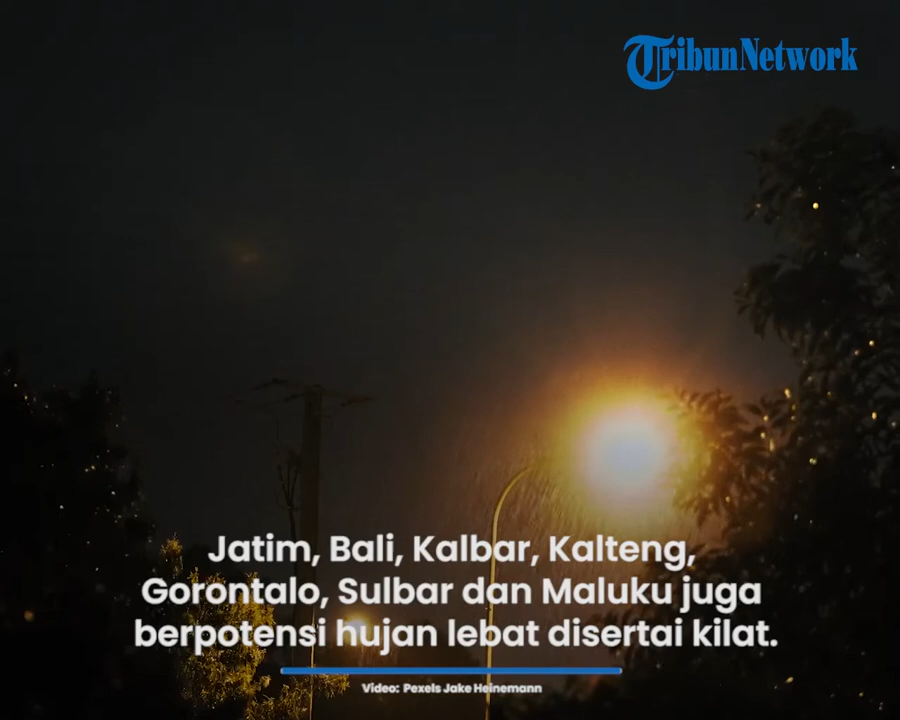 TribunNetwork
Jatim, Bali, Kalbar, Kalteng,
Gorontalo, Sulbar dan Maluku juga
berpotensi hujan lebat disertai kilat.
Video: Pexels Jake Heinemann